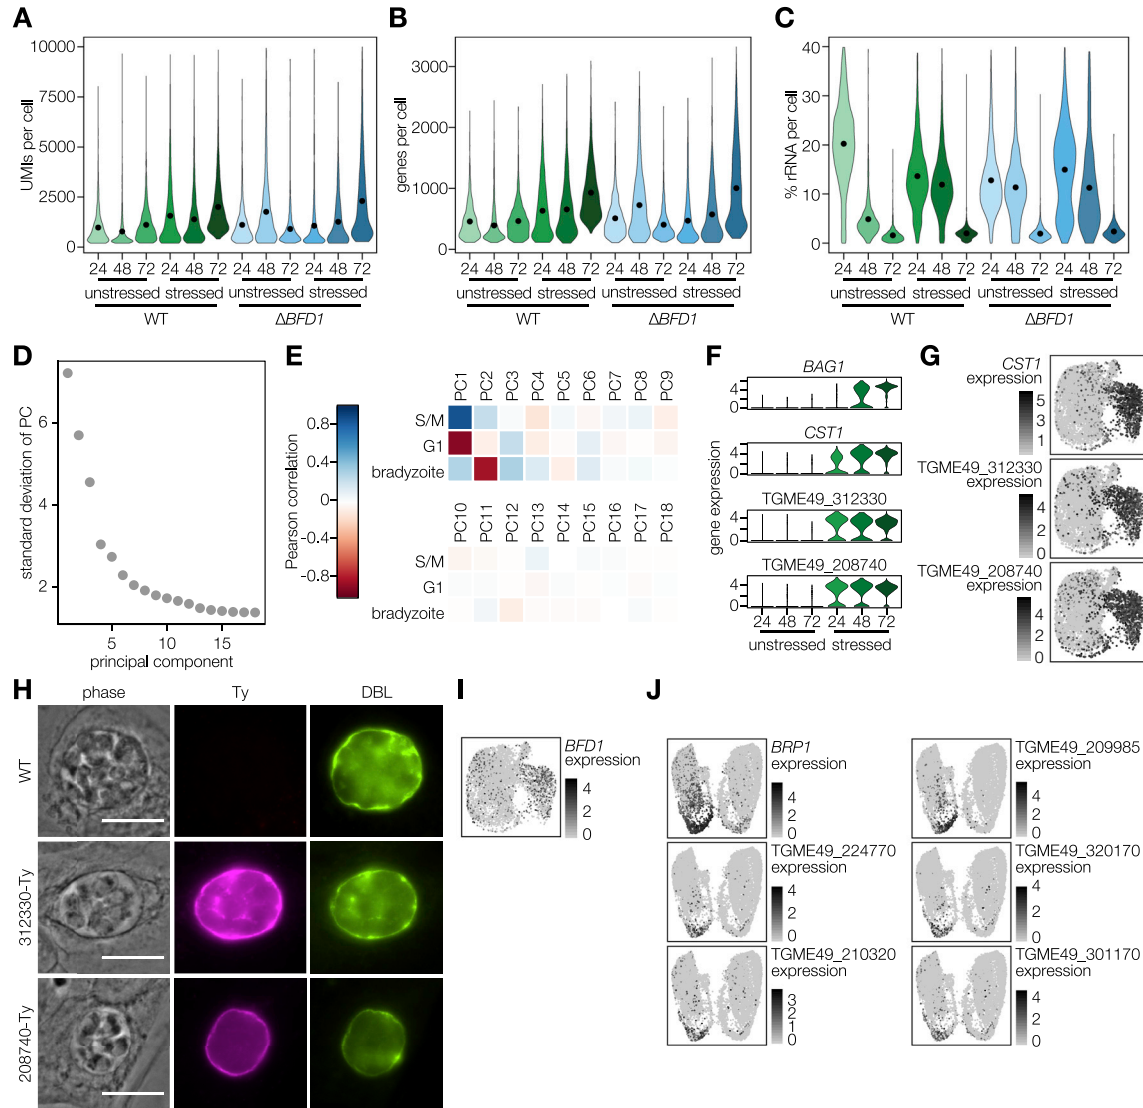 A
UMIs per cell
10000
7500
5000
2500
0
24 48 72 24 48 72 24 48 72 24 48 72
unstressed stressed unstressed stressed
WT ΔBFD1
B
genes per cell
3000
2000
1000
0
24 48 72 24 48 72 24 48 72 24 48 72
unstressed stressed unstressed stressed
WT ΔBFD1
C
% rRNA per cell
40
30
20
10
0
24 48 72 24 48 72 24 48 72 24 48 72
unstressed stressed unstressed stressed
WT ΔBFD1
D
standard deviation of PC
6
4
2
5 10 15
principal component
E
Pearson correlation
0.8
0.4
0
-0.4
-0.8
PC1 PC2 PC3 PC4 PC5 PC6 PC7 PC8 PC9
S/M
G1
bradyzoite
PC10 PC11 PC12 PC13 PC14 PC15 PC16 PC17 PC18
S/M
G1
bradyzoite
F
gene expression
BAG1
4
0
CST1
4
0
TGME49_312330
4
0
TGME49_208740
4
0
24 48 72 24 48 72
unstressed stressed
G
CST1
expression
5
3
1
TGME49_312330
expression
4
2
0
TGME49_208740
expression
4
2
0
H
phase Ty DBL
WT
312330-Ty
208740-Ty
I
BFD1
expression
4
2
0
J
BRP1
expression
4
2
0
TGME49_209985
expression
4
2
0
TGME49_224770
expression
4
2
0
TGME49_320170
expression
4
2
0
TGME49_210320
expression
3
2
1
0
TGME49_301170
expression
4
2
0